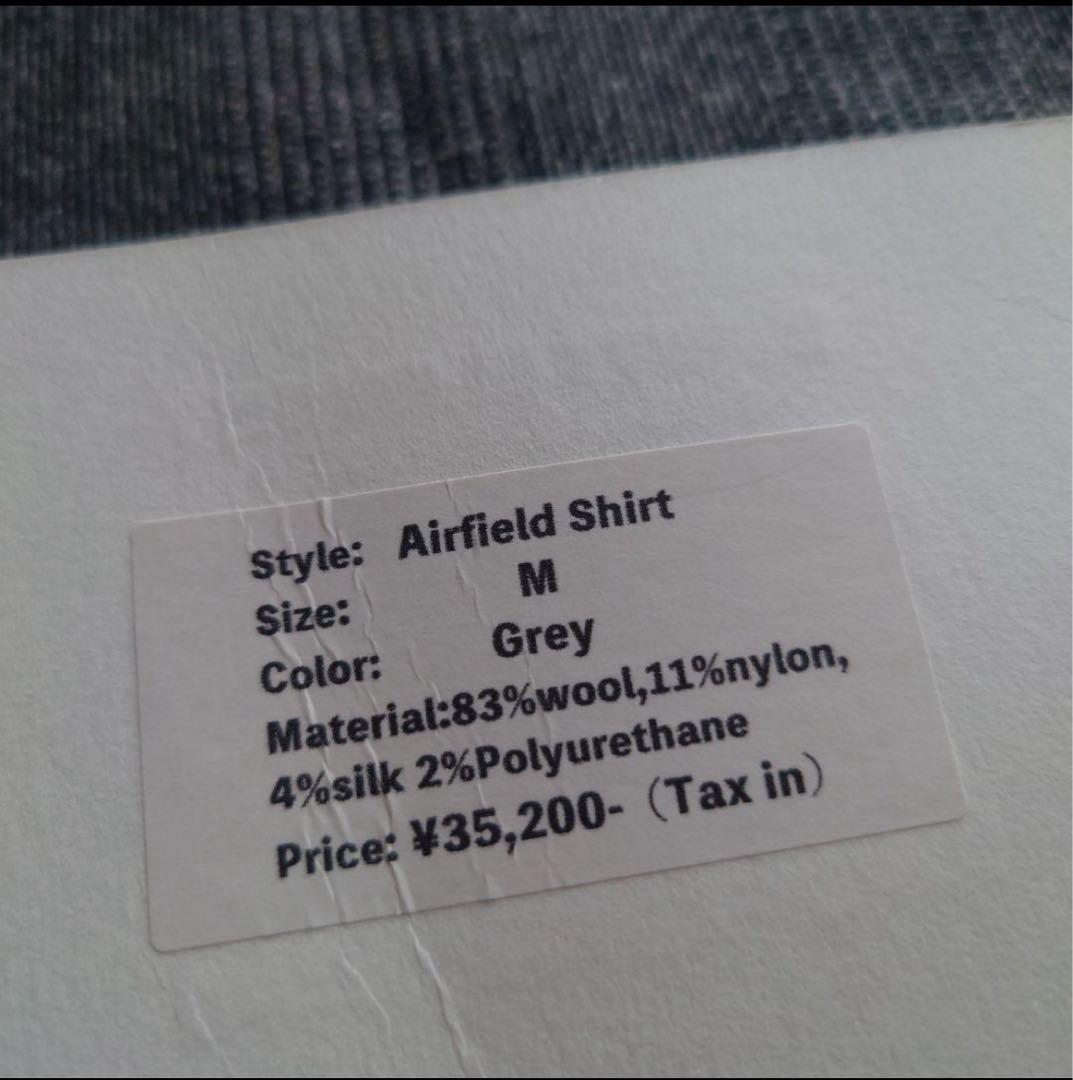 Style: Airfield Shirt
Size: M
Color: Grey
Material:83%wool,11%nylon,
4%silk 2%Polyurethane
Price: ¥35,200-（Tax in）